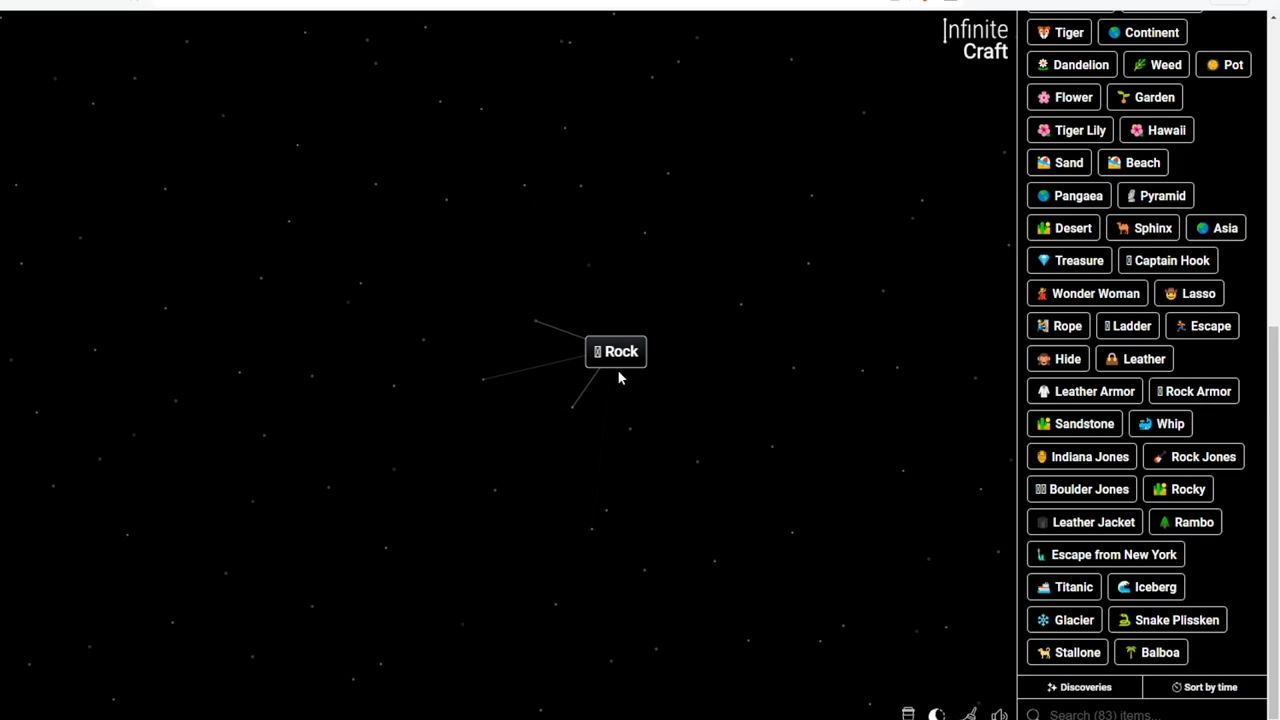 Infinite
Craft
Tiger Continent
Dandelion Weed Pot
Flower Garden
Tiger Lily Hawaii
Sand Beach
Pangaea Pyramid
Desert Sphinx Asia
Treasure Captain Hook
Wonder Woman Lasso
Rope Ladder Escape
Rock
Hide Leather
Leather Armor Rock Armor
Sandstone Whip
Indiana Jones Rock Jones
Boulder Jones Rocky
Leather Jacket Rambo
Escape from New York
Titanic Iceberg
Glacier Snake Plissken
Stallone Balboa
Discoveries Sort by time
Search (83) items...